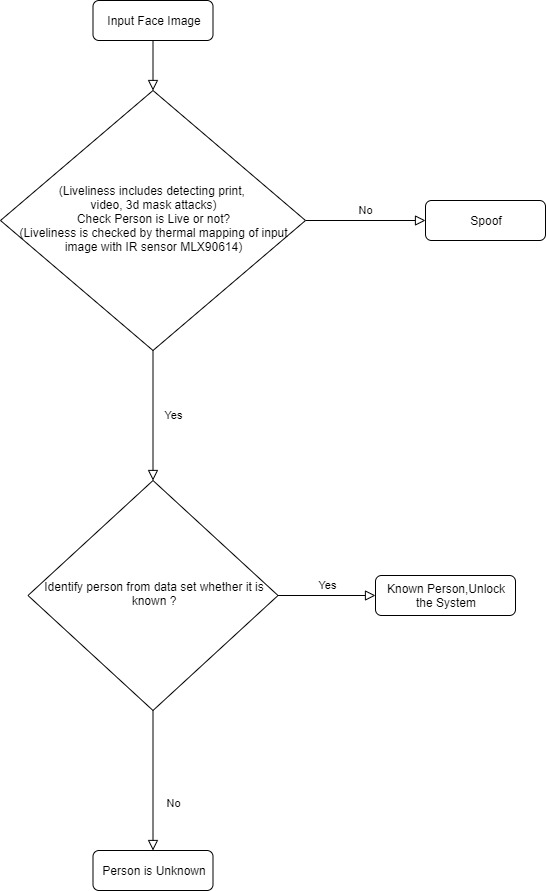 Input Face Image
(Liveliness includes detecting print,
video, 3d mask attacks)
Check Person is Live or not?
(Liveliness is checked by thermal mapping of input
image with IR sensor MLX90614)
No
Spoof
Yes
Identify person from data set whether it is
known ?
Yes
Known Person,Unlock
the System
No
Person is Unknown